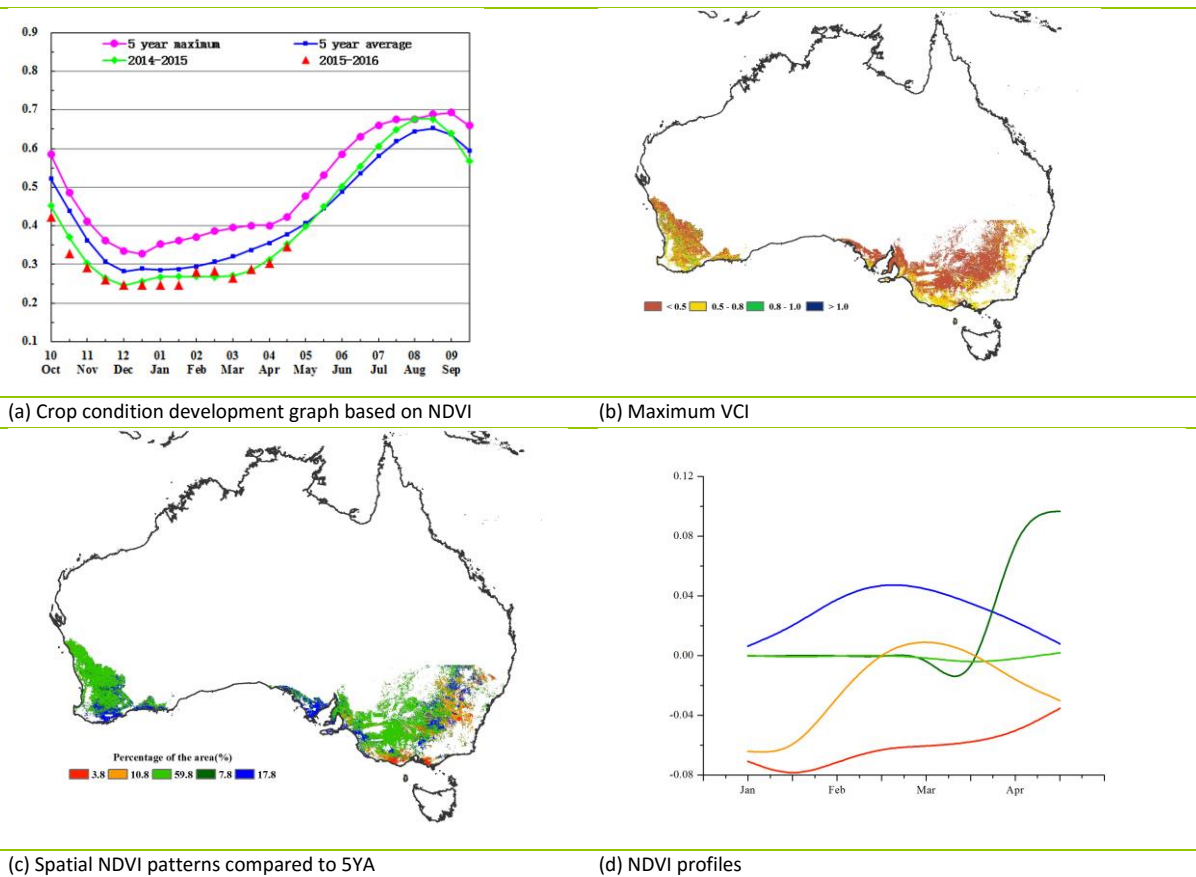 0.9
5 year maximum 5 year average
2014-2015 2015-2016
0.8
0.7
0.6
0.5
0.4
0.3
0.2
0.1
10 11 12 01 02 03 04 05 06 07 08 09
Oct Nov Dec Jan Feb Mar Apr May Jun Jul Aug Sep
< 0.5 0.5 - 0.8 0.8 - 1.0 > 1.0
(a) Crop condition development graph based on NDVI
(b) Maximum VCI
Percentage of the area(%)
3.8 10.8 59.8 7.8 17.8
0.12
0.08
0.04
0.00
-0.04
-0.08
Jan Feb Mar Apr
(c) Spatial NDVI patterns compared to 5YA
(d) NDVI profiles